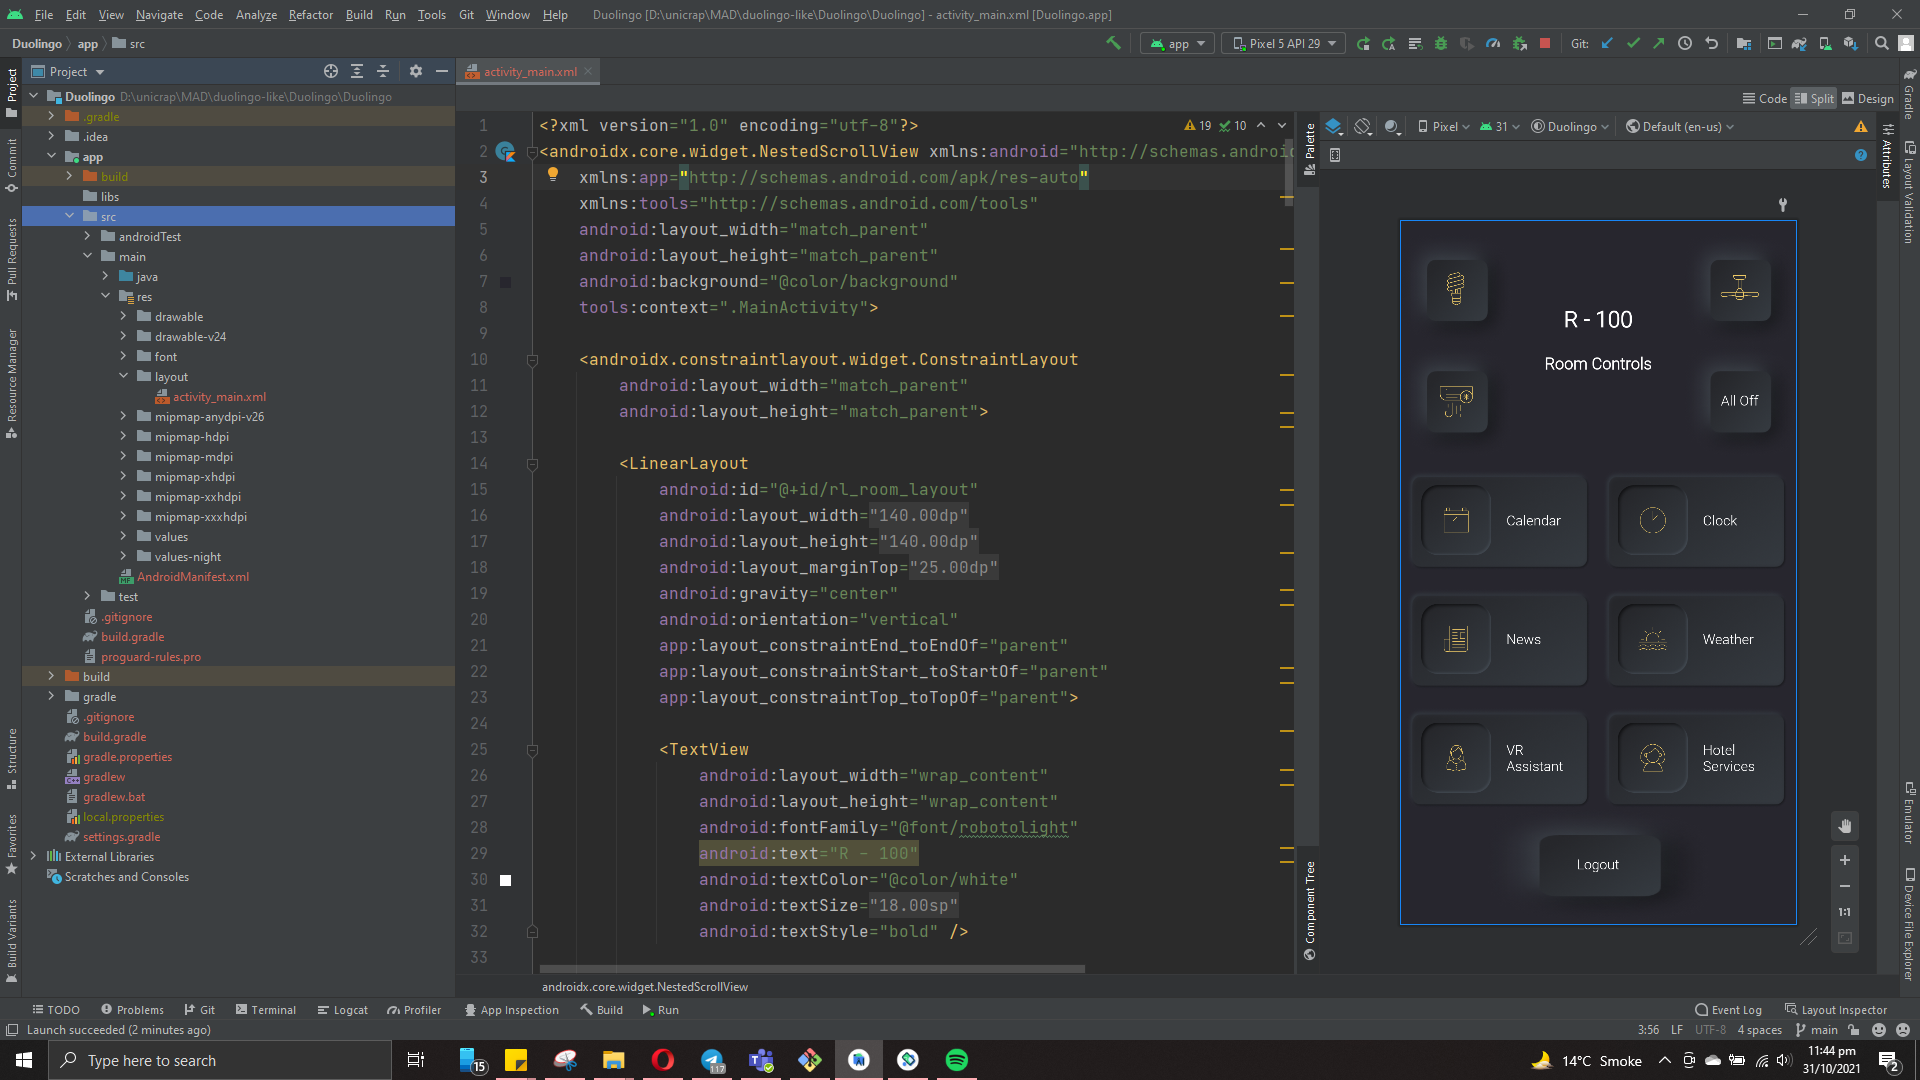 File Edit View Navigate Code Analyze Refactor Build Run Tools Git Window Help Duolingo [D:\unicrap\MAD\duolingo-like\Duolingo\Duolingo] - activity_main.xml [Duolingo.app]
Duolingo app src
app Pixel 5 API 29 Git:
Project
activity_main.xml
Code Split Design
Duolingo D:\unicrap\MAD\duolingo-like\Duolingo\Duolingo
.gradle
.idea
app
build
libs
src
androidTest
main
java
res
drawable
drawable-v24
font
layout
activity_main.xml
mipmap-anydpi-v26
mipmap-hdpi
mipmap-mdpi
mipmap-xhdpi
mipmap-xxhdpi
mipmap-xxxhdpi
values
values-night
AndroidManifest.xml
test
.gitignore
build.gradle
proguard-rules.pro
build
gradle
.gitignore
build.gradle
gradle.properties
gradlew
gradlew.bat
local.properties
settings.gradle
External Libraries
Scratches and Consoles
Project
Commit
Pull Requests
Resource Manager
Structure
Favorites
Build Variants
1 <?xml version="1.0" encoding="utf-8"?>
19 10
2 <androidx.core.widget.NestedScrollView xmlns:android="http://schemas.androi
3 xmlns:app="http://schemas.android.com/apk/res-auto"
4 xmlns:tools="http://schemas.android.com/tools"
5 android:layout_width="match_parent"
6 android:layout_height="match_parent"
7 android:background="@color/background"
8 tools:context=".MainActivity">
9
10 <androidx.constraintlayout.widget.ConstraintLayout
11 android:layout_width="match_parent"
12 android:layout_height="match_parent">
13
14 <LinearLayout
15 android:id="@+id/rl_room_layout"
16 android:layout_width="140.00dp"
17 android:layout_height="140.00dp"
18 android:layout_marginTop="25.00dp"
19 android:gravity="center"
20 android:orientation="vertical"
21 app:layout_constraintEnd_toEndOf="parent"
22 app:layout_constraintStart_toStartOf="parent"
23 app:layout_constraintTop_toTopOf="parent">
24
25 <TextView
26 android:layout_width="wrap_content"
27 android:layout_height="wrap_content"
28 android:fontFamily="@font/robotolight"
29 android:text="R - 100"
30 android:textColor="@color/white"
31 android:textSize="18.00sp"
32 android:textStyle="bold" />
33
androidx.core.widget.NestedScrollView
Palette
Component Tree
Pixel 31 Duolingo Default (en-us)
R - 100
Room Controls
All Off
Calendar Clock
News Weather
VR Assistant
Hotel Services
Logout
1:1
Gradle
Attributes
Layout Validation
Emulator
Device File Explorer
TODO Problems Git Terminal Logcat Profiler App Inspection Build Run Event Log Layout Inspector
Launch succeeded (2 minutes ago) 3:56 LF UTF-8 4 spaces main
Type here to search 15 117 14°C Smoke 11:44 pm
31/10/2021 2